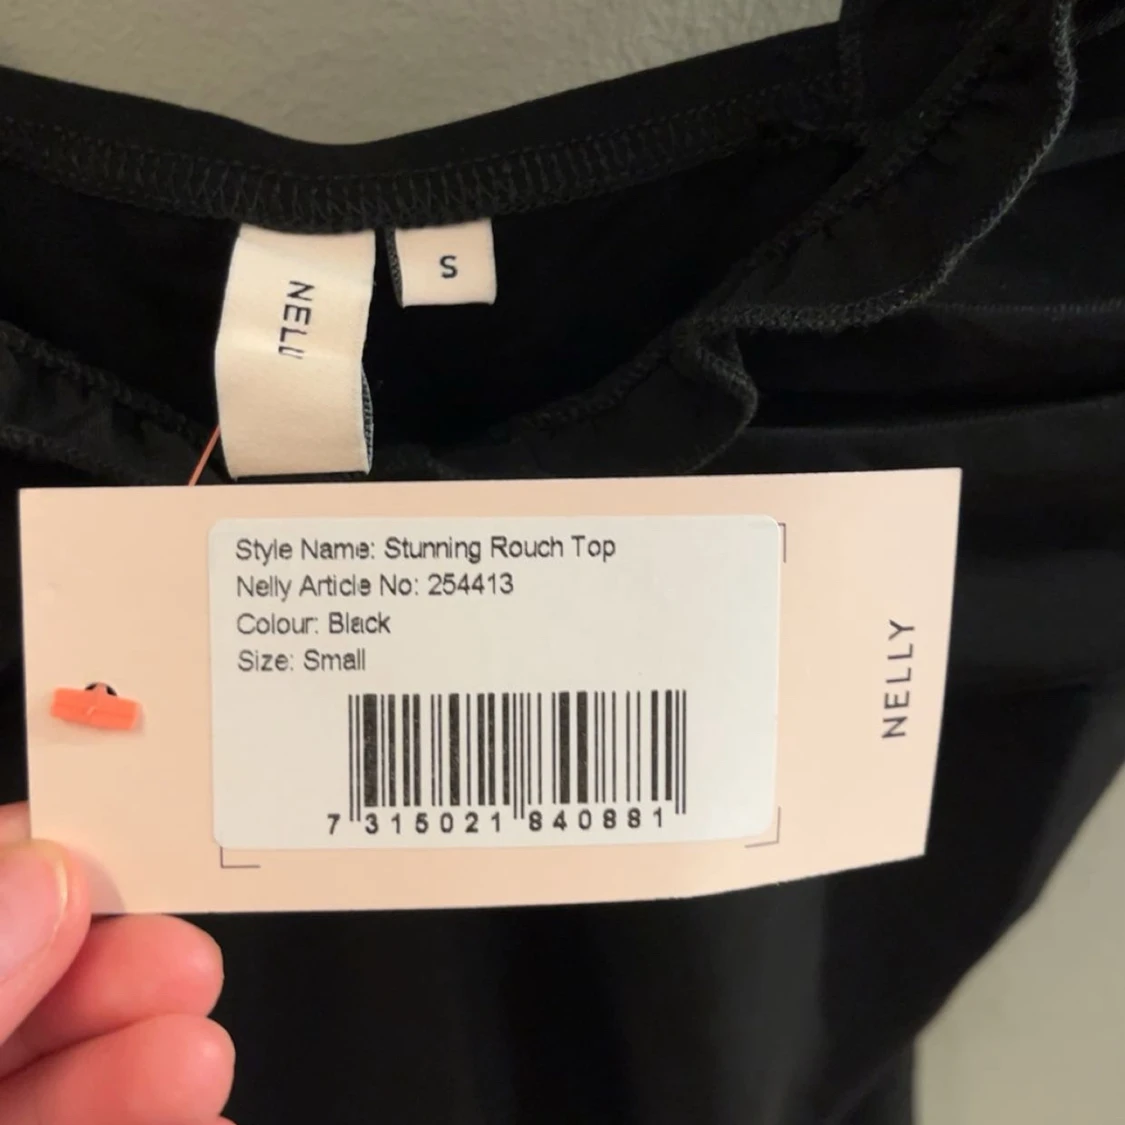 NELL
S
Style Name: Stunning Rouch Top
Nelly Article No: 254413
Colour: Black
Size: Small
7 315021 840881
NELLY